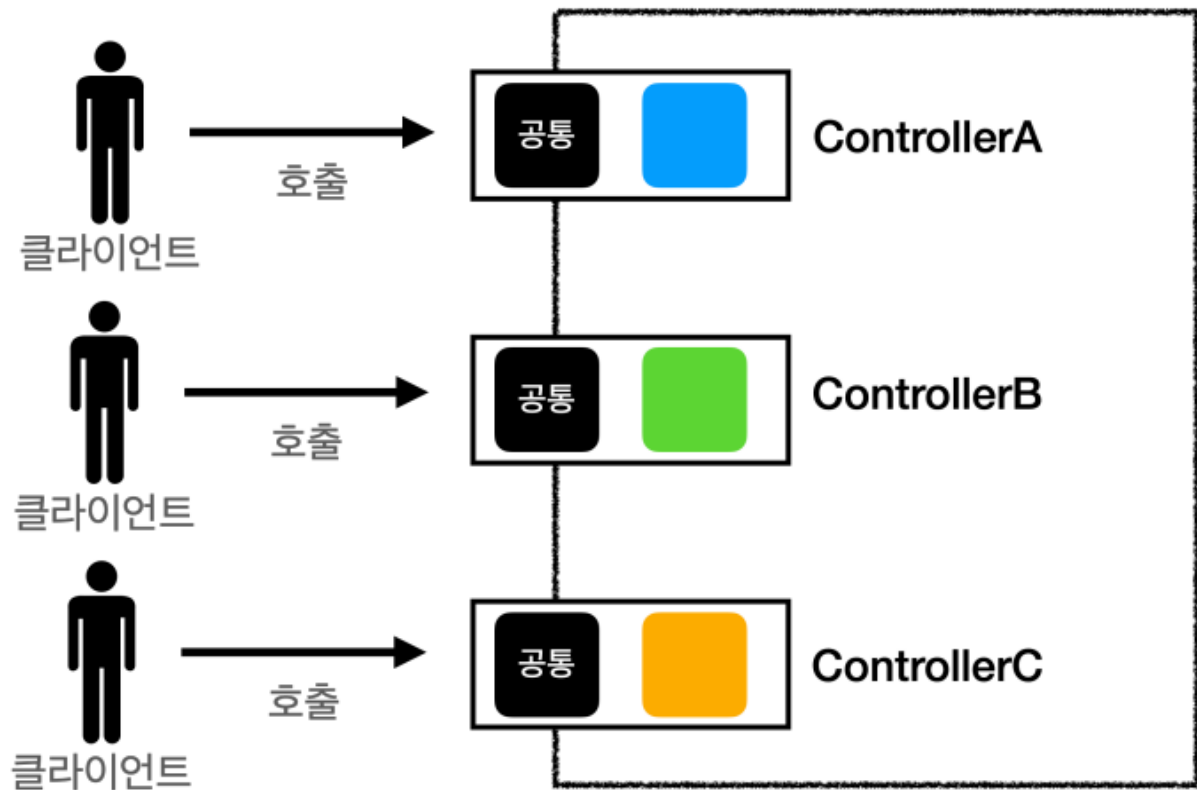 공통
ControllerA
호출
클라이언트
공통
ControllerB
호출
클라이언트
공통
ControllerC
호출
클라이언트